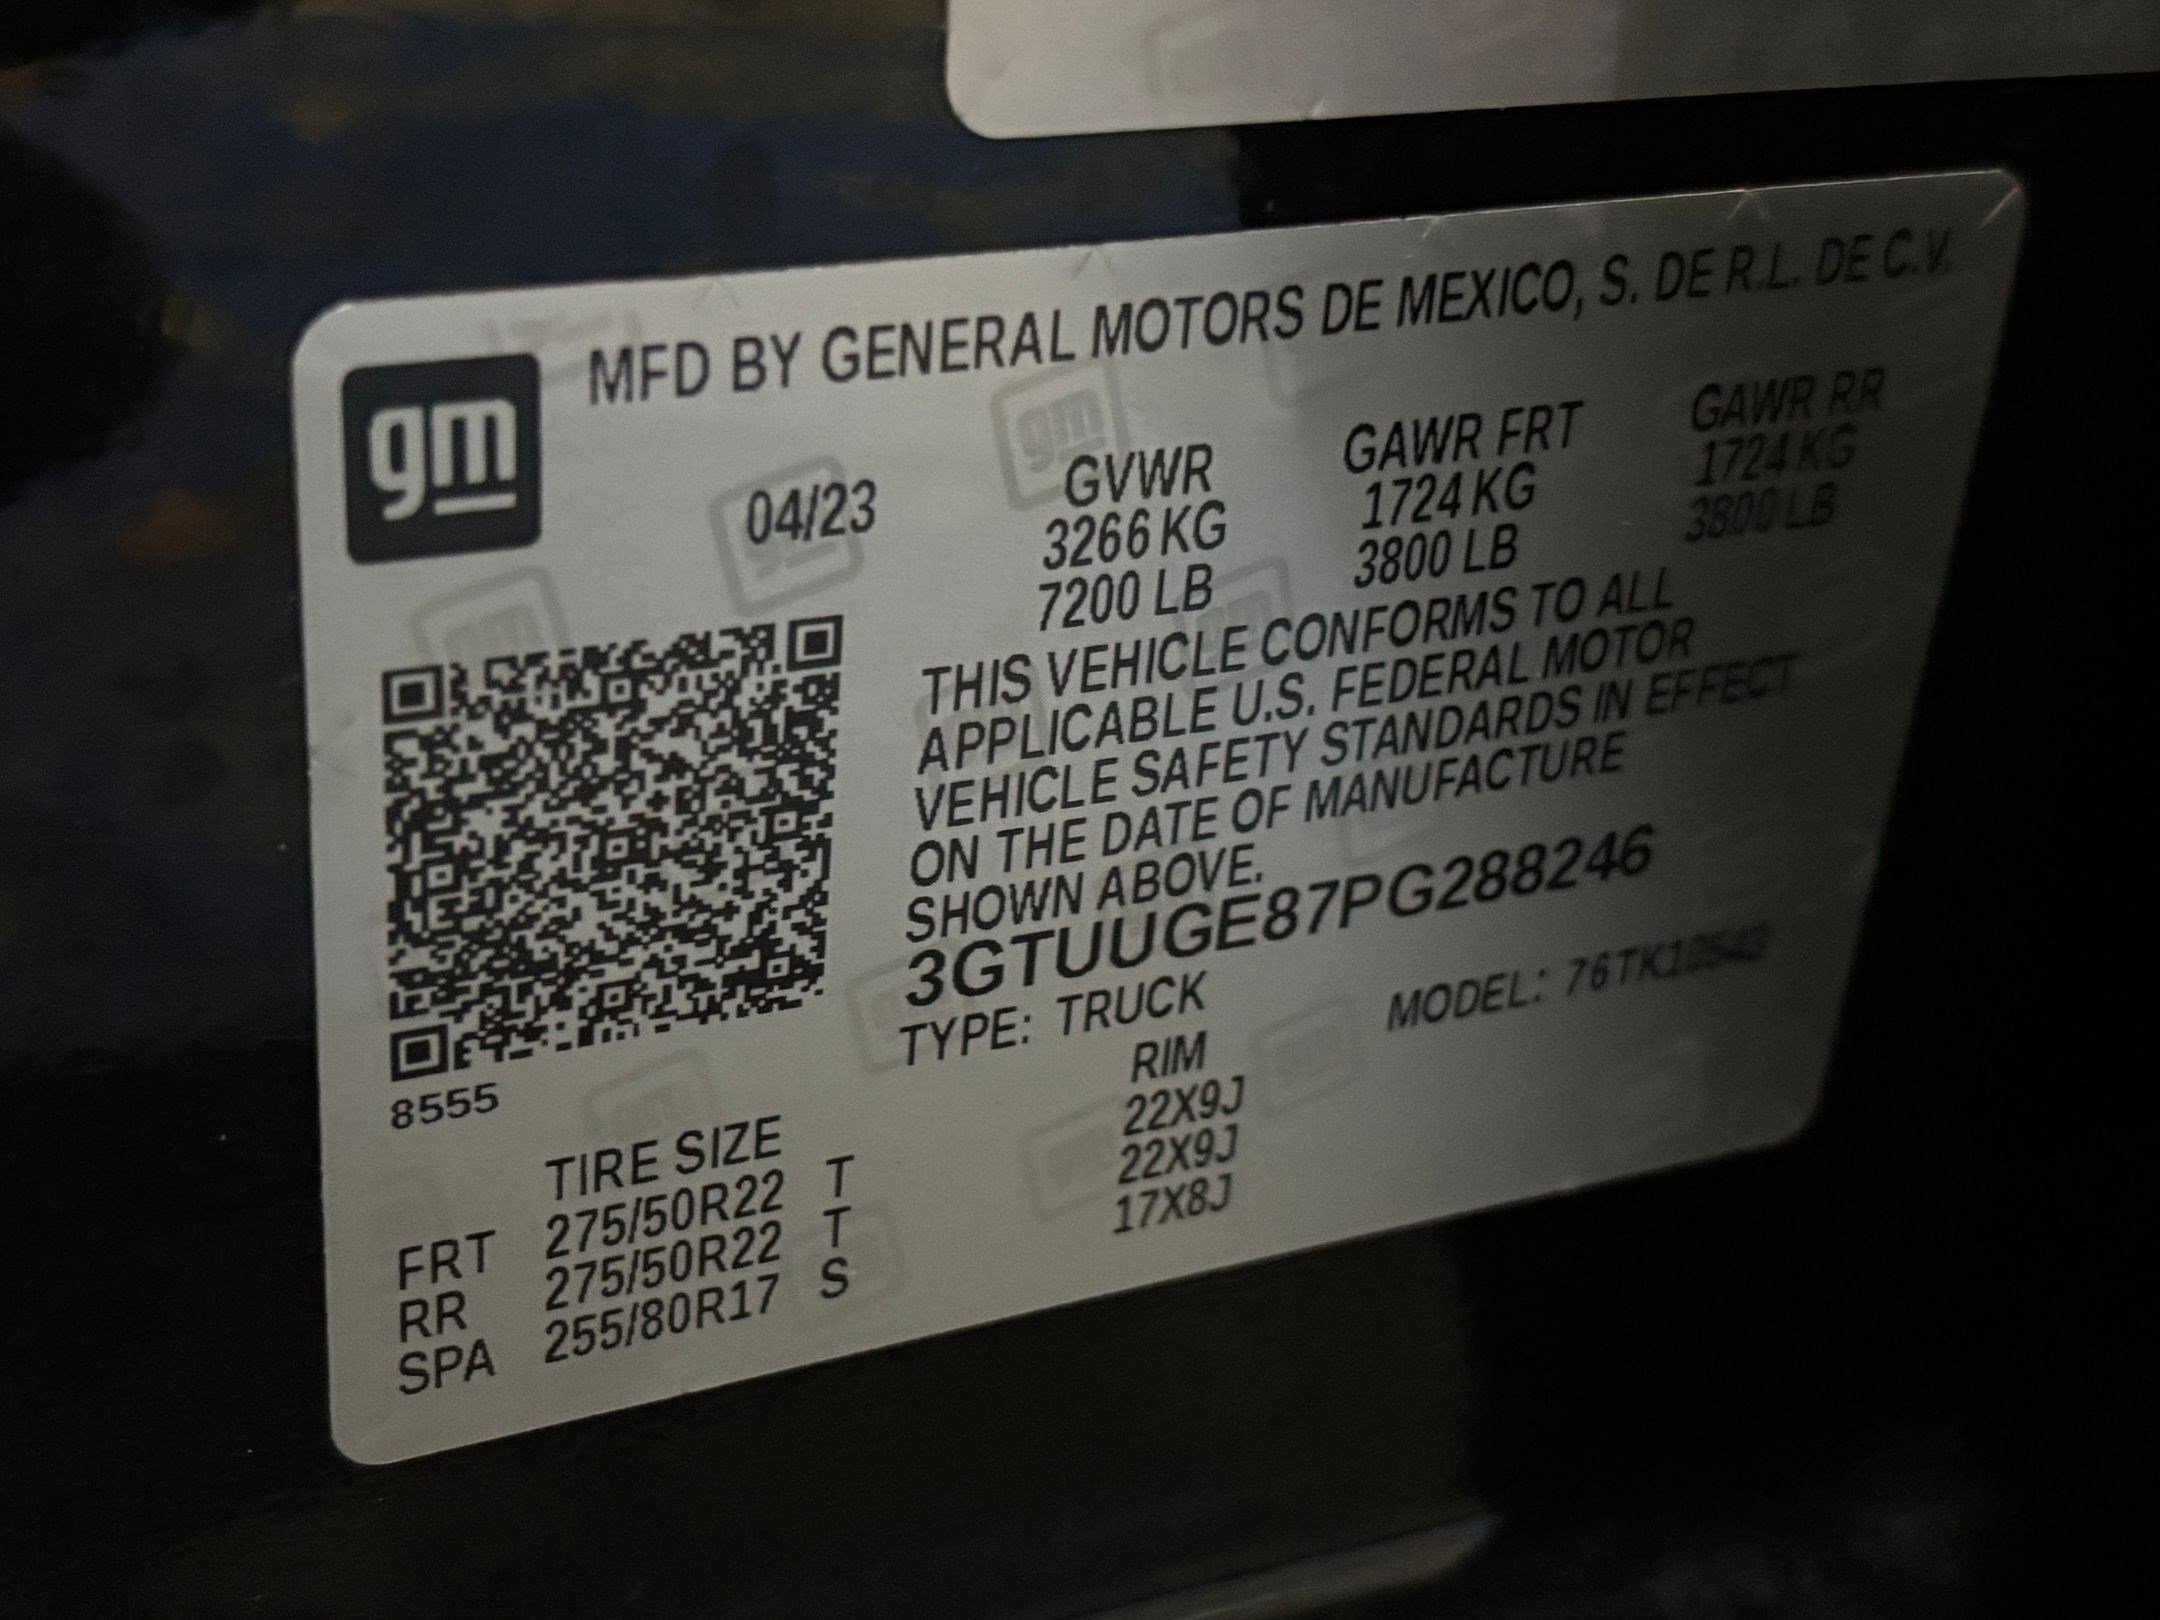 MFD BY GENERAL MOTORS DE MEXICO, S. DE R.L. DE C.V.
gm
04/23
GVWR GAWR FRT GAWR RR
3266 KG 1724 KG 1724 KG
7200 LB 3800 LB 3800 LB
THIS VEHICLE CONFORMS TO ALL
APPLICABLE U.S. FEDERAL MOTOR
VEHICLE SAFETY STANDARDS IN EFFECT
ON THE DATE OF MANUFACTURE
SHOWN ABOVE.
3GTUUGE87PG288246
TYPE: TRUCK MODEL:
8555
TIRE SIZE RIM
FRT 275/50R22 T 22X9J
RR 275/50R22 T 22X9J
SPA 255/80R17 S 17X8J